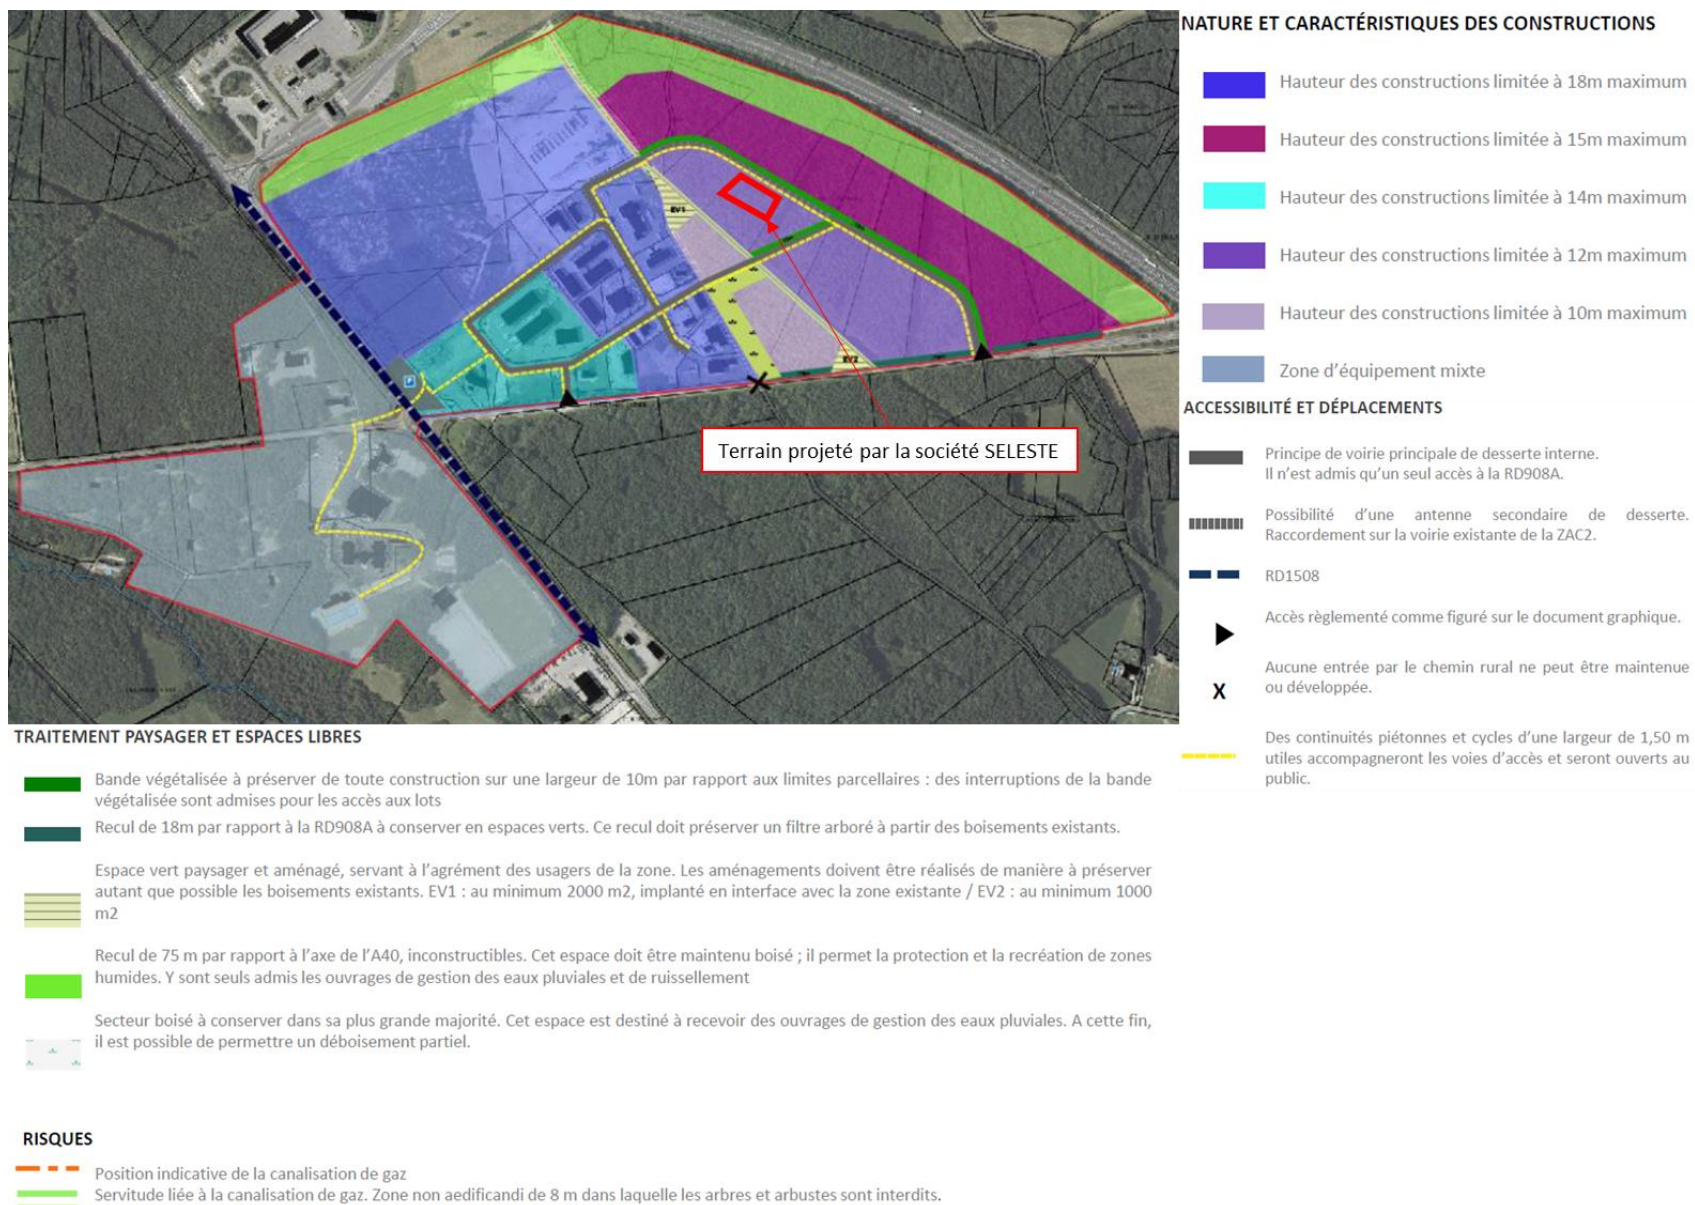 NATURE ET CARACTÉRISTIQUES DES CONSTRUCTIONS
Hauteur des constructions limitée à 18m maximum
Hauteur des constructions limitée à 15m maximum
Hauteur des constructions limitée à 14m maximum
Hauteur des constructions limitée à 12m maximum
Hauteur des constructions limitée à 10m maximum
Zone d'équipement mixte
ACCESSIBILITÉ ET DÉPLACEMENTS
Principe de voirie principale de desserte interne.
Il n'est admis qu'un seul accès à la RD908A.
Possibilité d'une antenne secondaire de desserte.
Raccordement sur la voirie existante de la ZAC2.
RD1508
Accès règlementé comme figuré sur le document graphique.
Aucune entrée par le chemin rural ne peut être maintenue
X
ou développée.
Des continuités piétonnes et cycles d'une largeur de 1,50 m
utiles accompagneront les voies d'accès et seront ouverts au
public.
EV1
EV2
P
Terrain projeté par la société SELESTE
TRAITEMENT PAYSAGER ET ESPACES LIBRES
Bande végétalisée à préserver de toute construction sur une largeur de 10m par rapport aux limites parcellaires : des interruptions de la bande
végétalisée sont admises pour les accès aux lots
Recul de 18m par rapport à la RD908A à conserver en espaces verts. Ce recul doit préserver un filtre arboré à partir des boisements existants.
Espace vert paysager et aménagé, servant à l'agrément des usagers de la zone. Les aménagements doivent être réalisés de manière à préserver
autant que possible les boisements existants. EV1 : au minimum 2000 m2, implanté en interface avec la zone existante / EV2 : au minimum 1000
m2
Recul de 75 m par rapport à l'axe de l'A40, inconstructibles. Cet espace doit être maintenu boisé ; il permet la protection et la recréation de zones
humides. Y sont seuls admis les ouvrages de gestion des eaux pluviales et de ruissellement
Secteur boisé à conserver dans sa plus grande majorité. Cet espace est destiné à recevoir des ouvrages de gestion des eaux pluviales. A cette fin,
il est possible de permettre un déboisement partiel.
RISQUES
Position indicative de la canalisation de gaz
Servitude liée à la canalisation de gaz. Zone non aedificandi de 8 m dans laquelle les arbres et arbustes sont interdits.